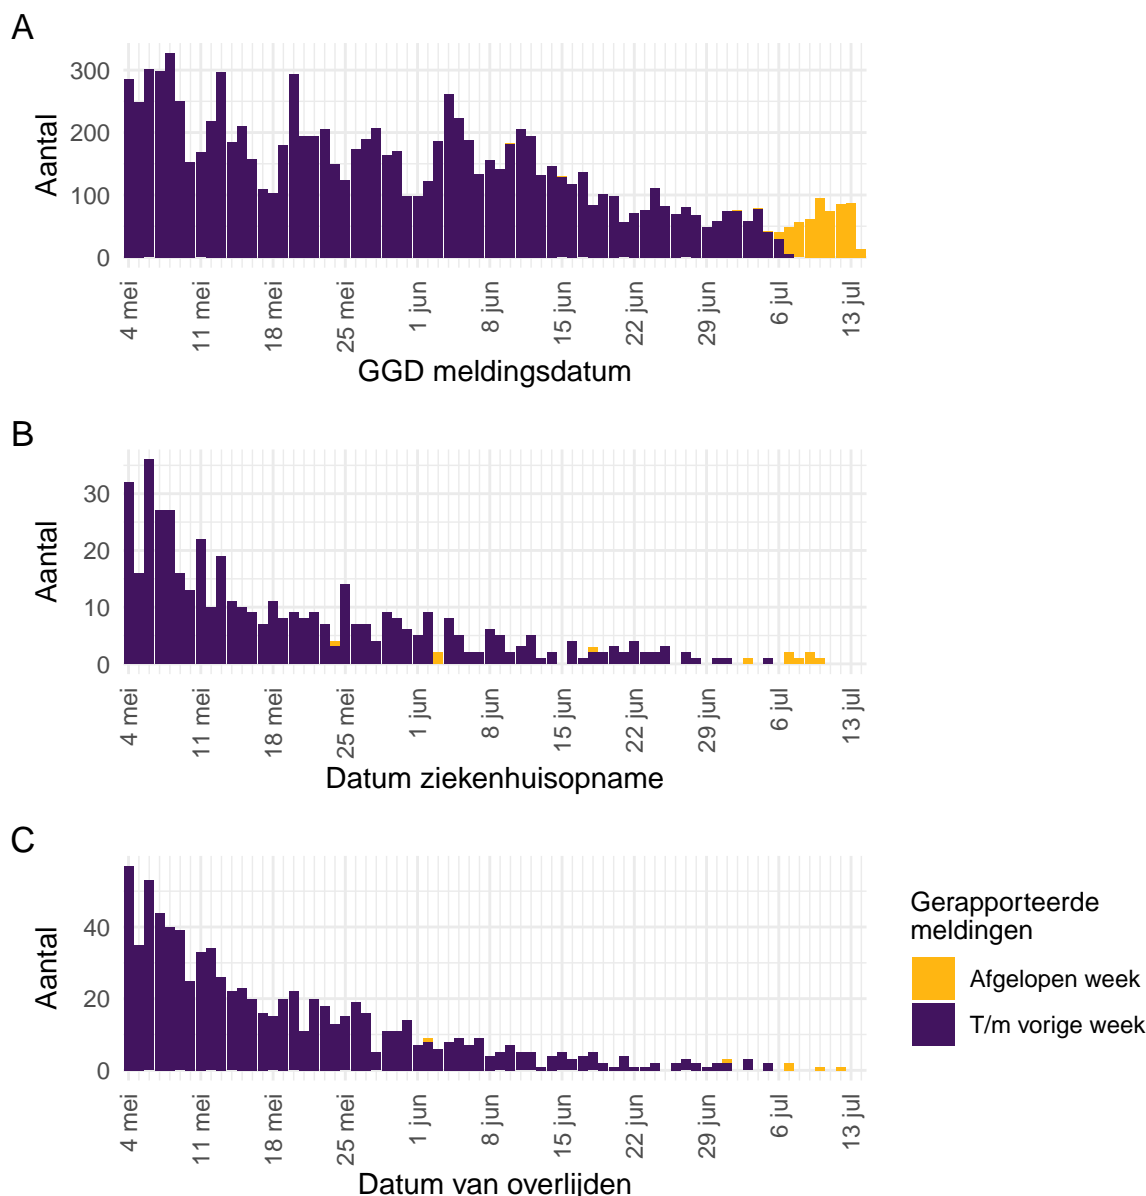 A
Aantal
300
200
100
0
4 mei
11 mei
18 mei
25 mei
1 jun
8 jun
15 jun
22 jun
29 jun
6 jul
13 jul
GGD meldingsdatum
B
Aantal
30
20
10
0
4 mei
11 mei
18 mei
25 mei
1 jun
8 jun
15 jun
22 jun
29 jun
6 jul
13 jul
Datum ziekenhuisopname
C
Aantal
40
20
0
4 mei
11 mei
18 mei
25 mei
1 jun
8 jun
15 jun
22 jun
29 jun
6 jul
13 jul
Datum van overlijden
Gerapporteerde
meldingen
Afgelopen week
T/m vorige week